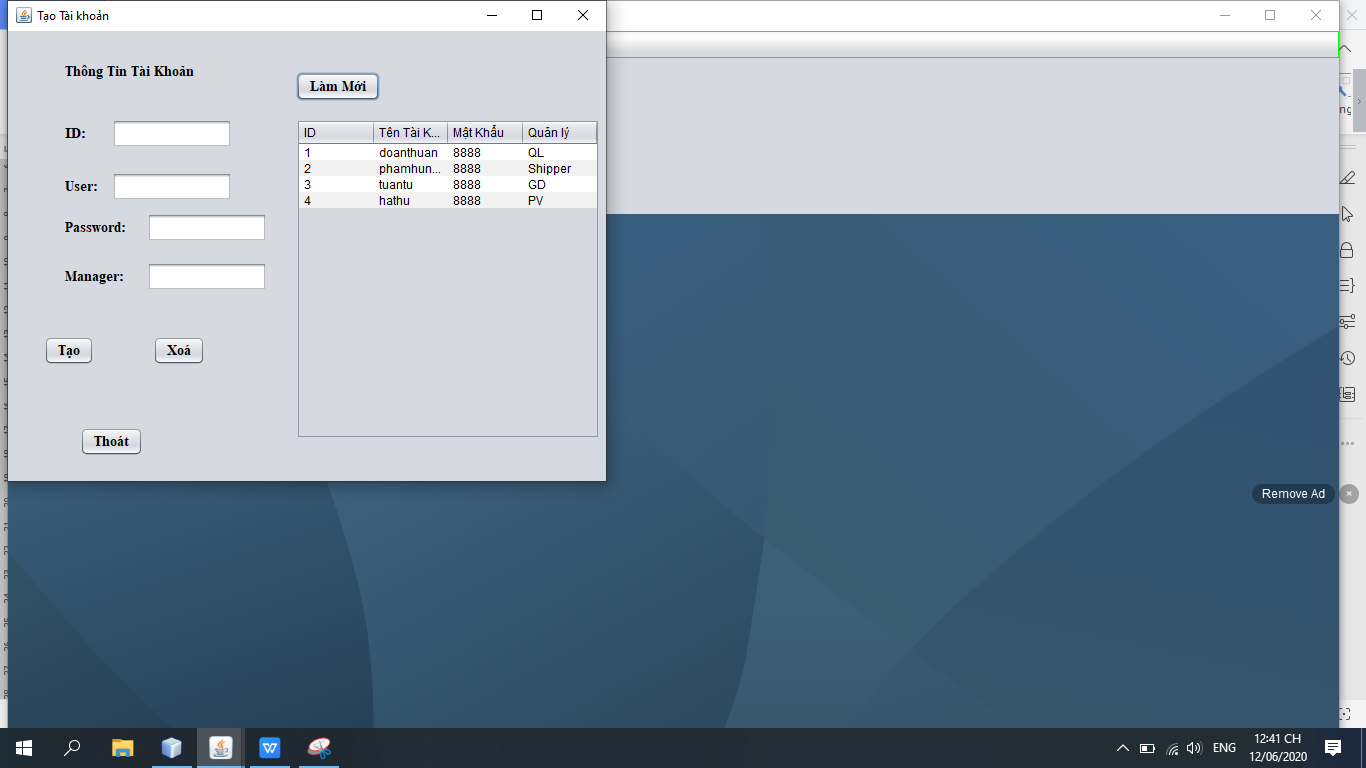 Tạo Tài khoản
Thông Tin Tài Khoản
Làm Mới
ID:
User:
Password:
Manager:
Tạo
Xoá
Thoát
ID Tên Tài K... Mật Khẩu Quản lý
1 doanthuan 8888 QL
2 phamhun... 8888 Shipper
3 tuantu 8888 GD
4 hathu 8888 PV
Remove Ad
ENG
12:41 CH
12/06/2020